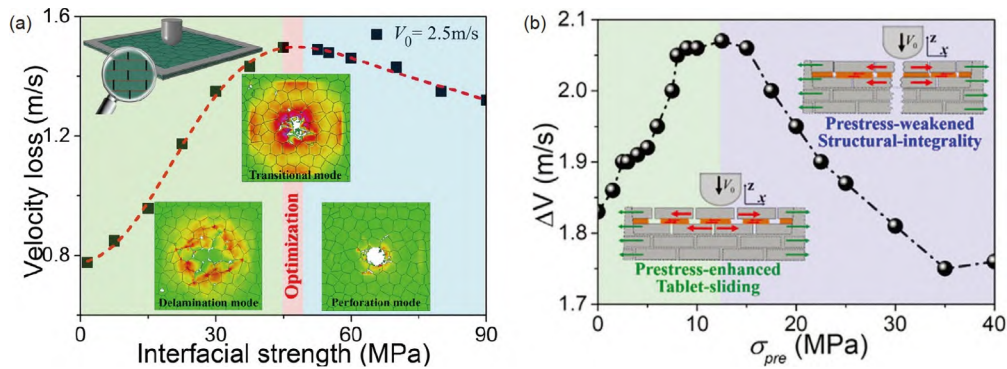 (a)
V₀= 2.5m/s
Velocity loss (m/s)
1.6
1.2
0.8
0
30
60
90
Interfacial strength (MPa)
Transitional mode
Delamination mode
Optimization
Perforation mode
(b)
ΔV (m/s)
2.1
2.0
1.9
1.8
1.7
0
10
20
30
40
σpre (MPa)
V₀
z
x
Prestress-weakened
Structural-integrality
V₀
z
x
Prestress-enhanced
Tablet-sliding